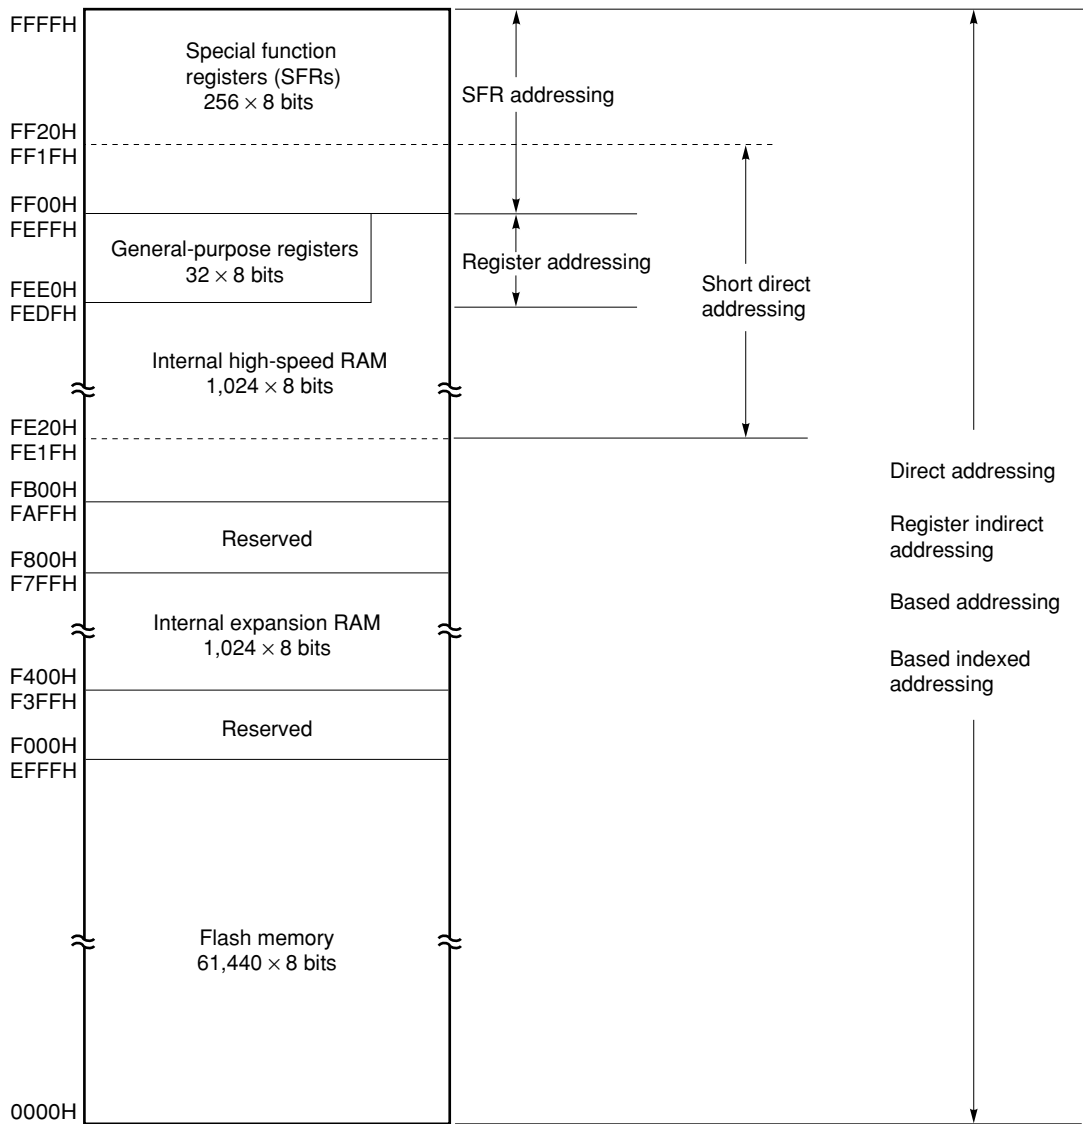 FFFFH
Special function
registers (SFRs)
256 × 8 bits
SFR addressing
FF20H
FF1FH
FF00H
FEFFH
General-purpose registers
32 × 8 bits
Register addressing
Short direct
addressing
FEE0H
FEDFH
Internal high-speed RAM
1,024 × 8 bits
FE20H
FE1FH
Direct addressing
FB00H
FAFFH
Reserved
Register indirect
addressing
F800H
F7FFH
Based addressing
Internal expansion RAM
1,024 × 8 bits
Based indexed
addressing
F400H
F3FFH
Reserved
F000H
EFFFH
Flash memory
61,440 × 8 bits
0000H